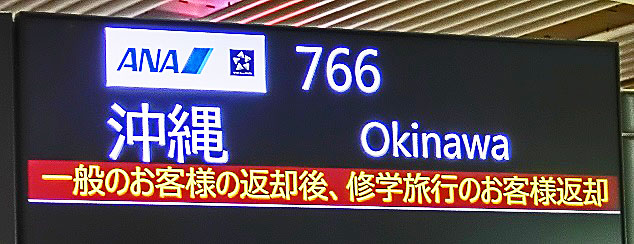 ANA 766
沖縄 Okinawa
一般のお客様の返却後、修学旅行のお客様返却